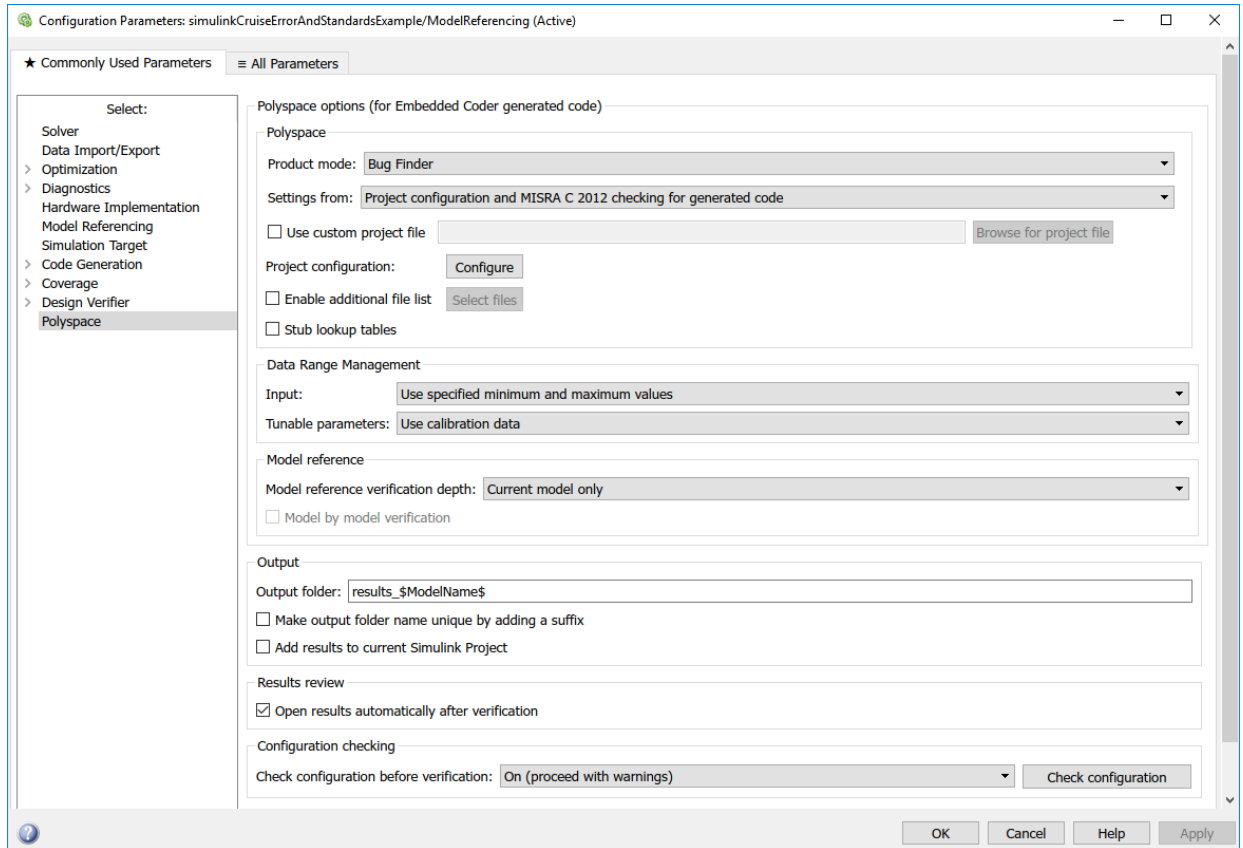 Configuration Parameters: simulinkCruiseErrorAndStandardsExample/ModelReferencing (Active)
★ Commonly Used Parameters
≡ All Parameters
Select:
Solver
Data Import/Export
Optimization
Diagnostics
Hardware Implementation
Model Referencing
Simulation Target
Code Generation
Coverage
Design Verifier
Polyspace
Polyspace options (for Embedded Coder generated code)
Polyspace
Product mode: Bug Finder
Settings from: Project configuration and MISRA C 2012 checking for generated code
Use custom project file Browse for project file
Project configuration: Configure
Enable additional file list Select files
Stub lookup tables
Data Range Management
Input: Use specified minimum and maximum values
Tunable parameters: Use calibration data
Model reference
Model reference verification depth: Current model only
Model by model verification
Output
Output folder: results_$ModelName$
Make output folder name unique by adding a suffix
Add results to current Simulink Project
Results review
Open results automatically after verification
Configuration checking
Check configuration before verification: On (proceed with warnings) Check configuration
? OK Cancel Help Apply